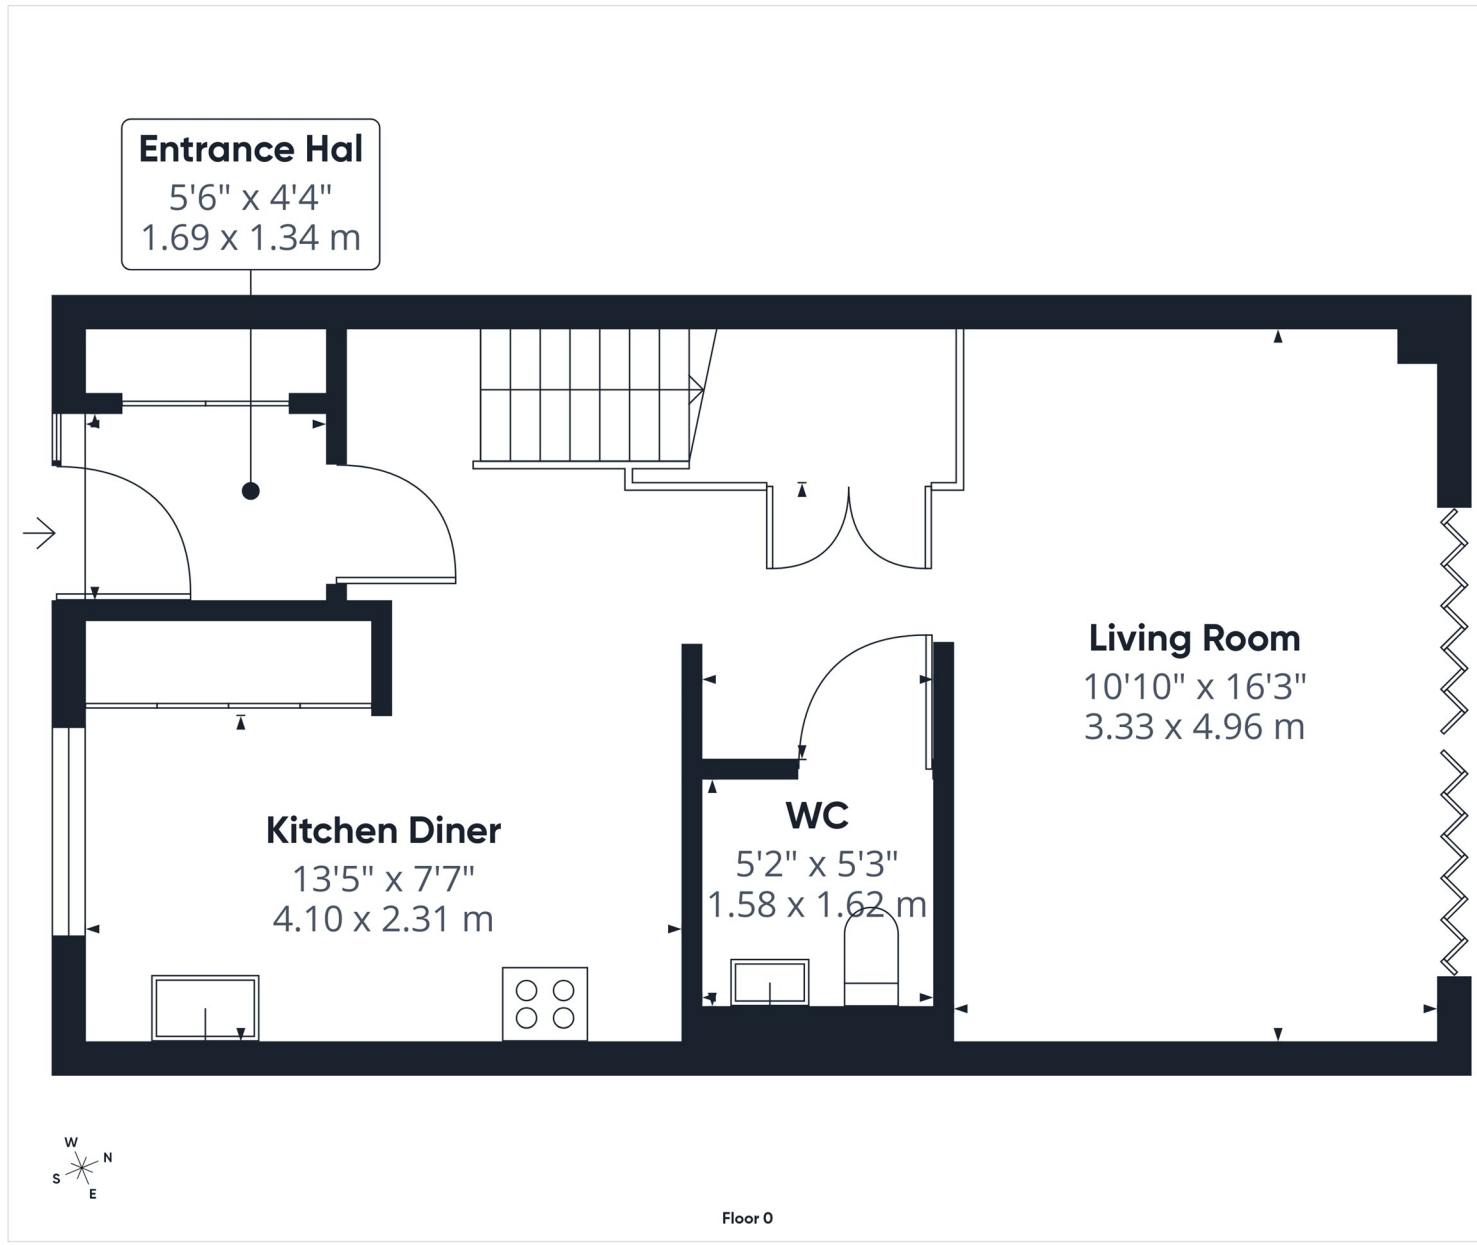 Entrance Hal
5'6" x 4'4"
1.69 x 1.34 m
Living Room
10'10" x 16'3"
3.33 x 4.96 m
Kitchen Diner
13'5" x 7'7"
4.10 x 2.31 m
WC
5'2" x 5'3"
1.58 x 1.62 m
W
N
S
E
Floor 0